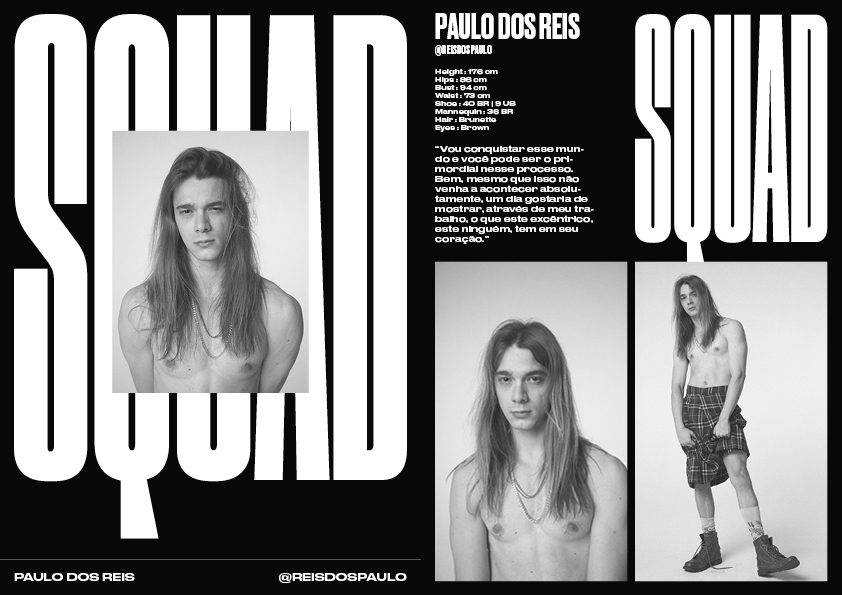 SQUAD
PAULO DOS REIS
@REISDOSPAULO
PAULO DOS REIS
@REISDOSPAULO
Height : 176 cm
Hips : 86 cm
Bust : 94 cm
Waist : 73 cm
Shoe : 40 BR | 9 US
Mannequin : 36 BR
Hair : Brunette
Eyes : Brown
"Vou conquistar esse mun-
do e você pode ser o pri-
mordial nesse processo.
Bem, mesmo que isso não
venha a acontecer absolu-
tamente, um dia gostaria de
mostrar, através de meu tra-
balho, o que este excêntrico,
este ninguém, tem em seu
coração."
SQUAD